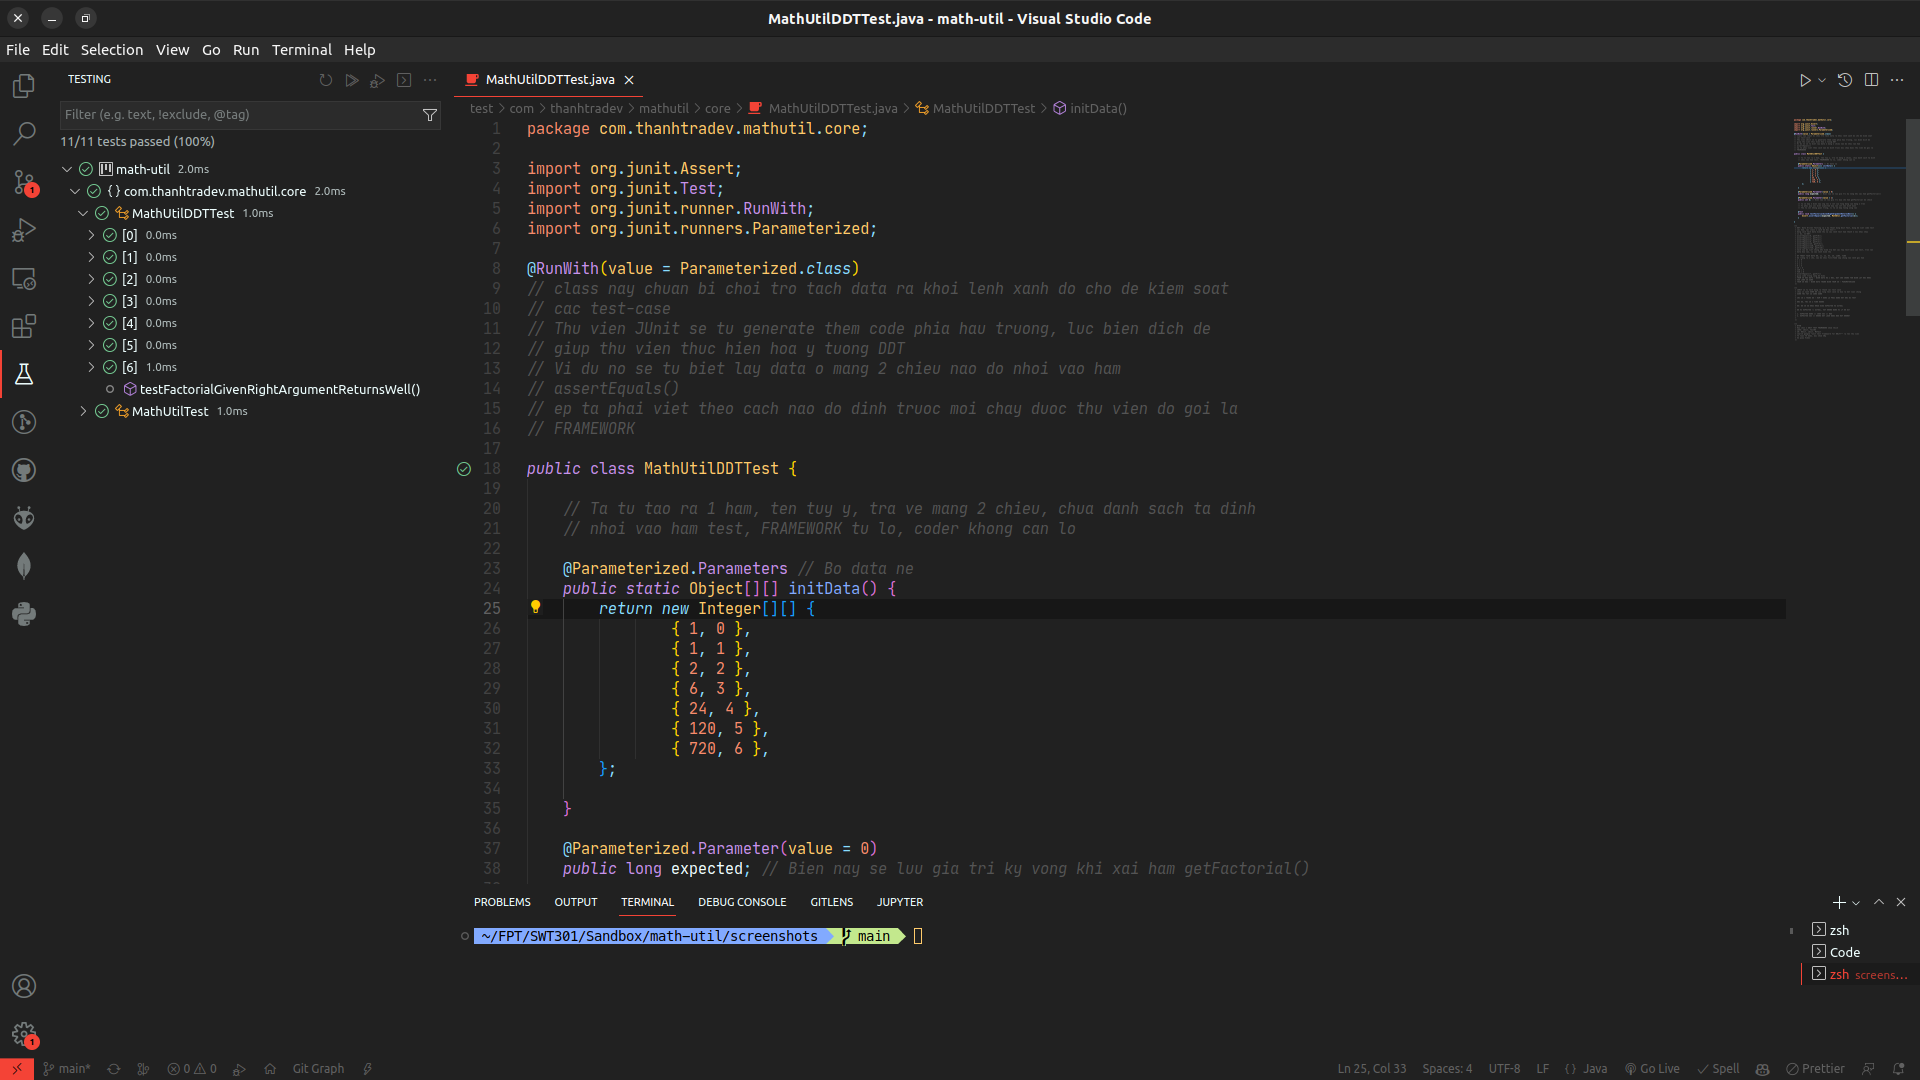 MathUtilDDTTest.java - math-util - Visual Studio Code
File Edit Selection View Go Run Terminal Help
TESTING
Filter (e.g. text, !exclude, @tag)
11/11 tests passed (100%)
math-util 2.0ms
{} com.thanhtradev.mathutil.core 2.0ms
MathUtilDDTTest 1.0ms
[0] 0.0ms
[1] 0.0ms
[2] 0.0ms
[3] 0.0ms
[4] 0.0ms
[5] 0.0ms
[6] 1.0ms
testFactorialGivenRightArgumentReturnsWell()
MathUtilTest 1.0ms
1
1
MathUtilDDTTest.java
test > com > thanhtradev > mathutil > core > MathUtilDDTTest.java > MathUtilDDTTest > initData()
1 package com.thanhtradev.mathutil.core;
2
3 import org.junit.Assert;
4 import org.junit.Test;
5 import org.junit.runner.RunWith;
6 import org.junit.runners.Parameterized;
7
8 @RunWith(value = Parameterized.class)
9 // class nay chuan bi choi tro tach data ra khoi lenh xanh do cho de kiem soat
10 // cac test-case
11 // Thu vien JUnit se tu generate them code phia hau truong, luc bien dich de
12 // giup thu vien thuc hien hoa y tuong DDT
13 // Vi du no se tu biet lay data o mang 2 chieu nao do nhoi vao ham
14 // assertEquals()
15 // ep ta phai viet theo cach nao do dinh truoc moi chay duoc thu vien do goi la
16 // FRAMEWORK
17
18 public class MathUtilDDTTest {
19
20 // Ta tu tao ra 1 ham, ten tuy y, tra ve mang 2 chieu, chua danh sach ta dinh
21 // nhoi vao ham test, FRAMEWORK tu lo, coder khong can lo
22
23 @Parameterized.Parameters // Bo data ne
24 public static Object[][] initData() {
25 return new Integer[][] {
26 { 1, 0 },
27 { 1, 1 },
28 { 2, 2 },
29 { 6, 3 },
30 { 24, 4 },
31 { 120, 5 },
32 { 720, 6 },
33 };
34
35 }
36
37 @Parameterized.Parameter(value = 0)
38 public long expected; // Bien nay se luu gia tri ky vong khi xai ham getFactorial()
PROBLEMS OUTPUT TERMINAL DEBUG CONSOLE GITLENS JUPYTER
~/FPT/SWT301/Sandbox/math-util/screenshots main
zsh
Code
zsh screens...
main* 0 0 Git Graph
Ln 25, Col 33 Spaces: 4 UTF-8 LF {} Java Go Live Spell Prettier